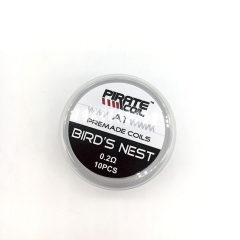 PIRATE
COIL
A1
PREMADE COILS
BIRD'S NEST
0.2Ω
10PCS